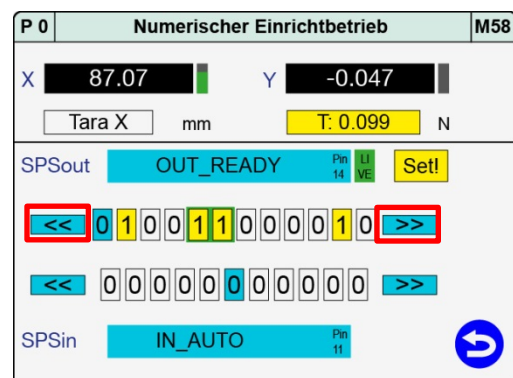 P 0 Numerischer Einrichtbetrieb M58
X 87.07 Y -0.047
Tara X mm T: 0.099 N
SPSout OUT_READY Pin 14 LI VE Set!
<< 0 1 0 0 1 1 0 0 0 0 1 0 >>
<< 0 0 0 0 0 0 0 0 0 0 0 >>
SPSin IN_AUTO Pin 11